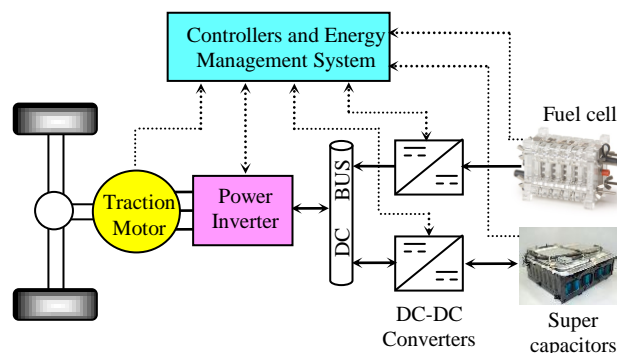 Controllers and Energy
Management System
Fuel cell
Traction
Motor
Power
Inverter
DC BUS
DC-DC
Converters
Super
capacitors